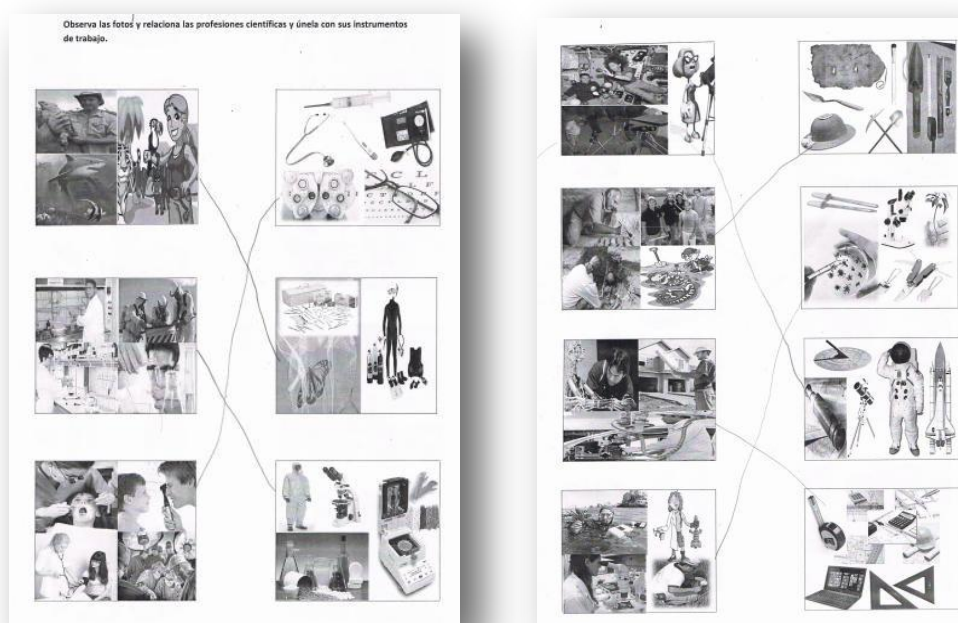 Observa las fotos y relaciona las profesiones científicas y únela con sus instrumentos
de trabajo.